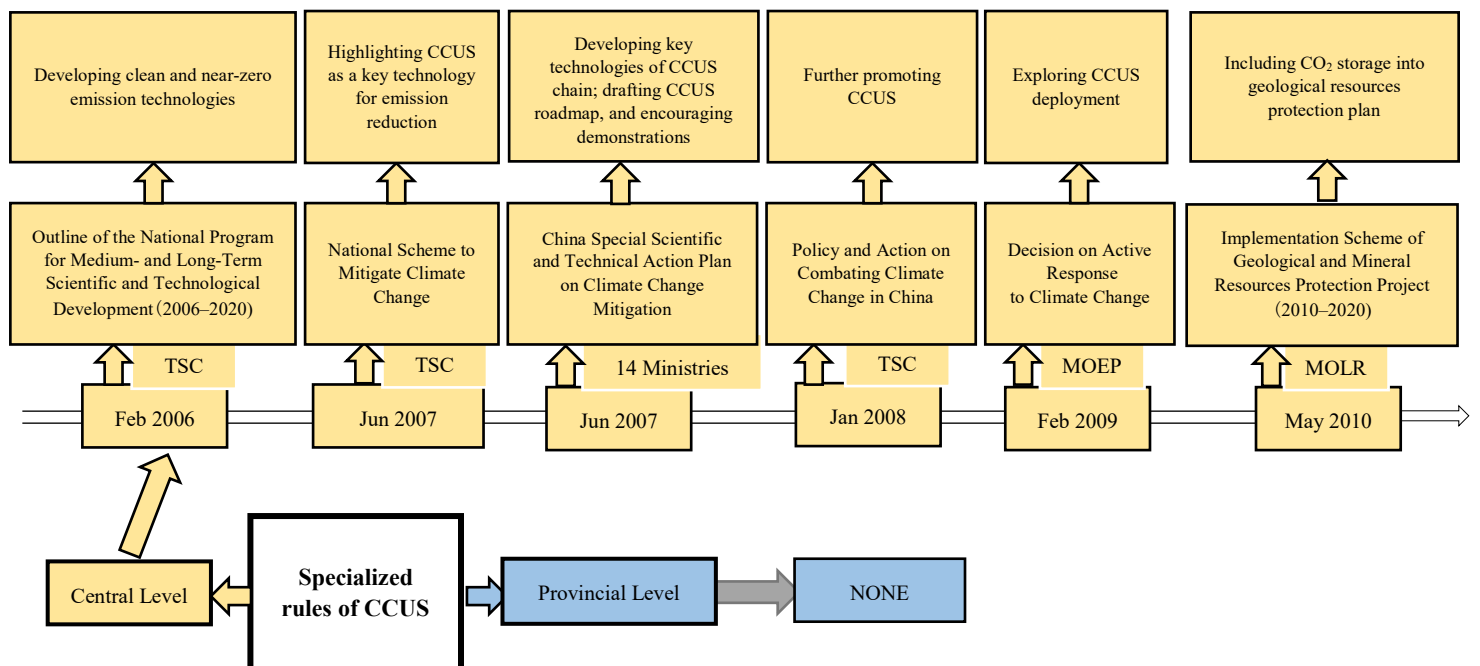 Developing clean and near-zero
emission technologies
Highlighting CCUS
as a key technology
for emission
reduction
Developing key
technologies of CCUS
chain; drafting CCUS
roadmap, and encouraging
demonstrations
Further promoting
CCUS
Exploring CCUS
deployment
Including CO₂ storage into
geological resources
protection plan
Outline of the National Program
for Medium- and Long-Term
Scientific and Technological
Development (2006–2020)
National Scheme to
Mitigate Climate
Change
China Special Scientific
and Technical Action Plan
on Climate Change
Mitigation
Policy and Action on
Combating Climate
Change in China
Decision on Active
Response
to Climate Change
Implementation Scheme of
Geological and Mineral
Resources Protection Project
(2010–2020)
TSC
TSC
14 Ministries
TSC
MOEP
MOLR
Feb 2006
Jun 2007
Jun 2007
Jan 2008
Feb 2009
May 2010
Central Level
Specialized
rules of CCUS
Provincial Level
NONE